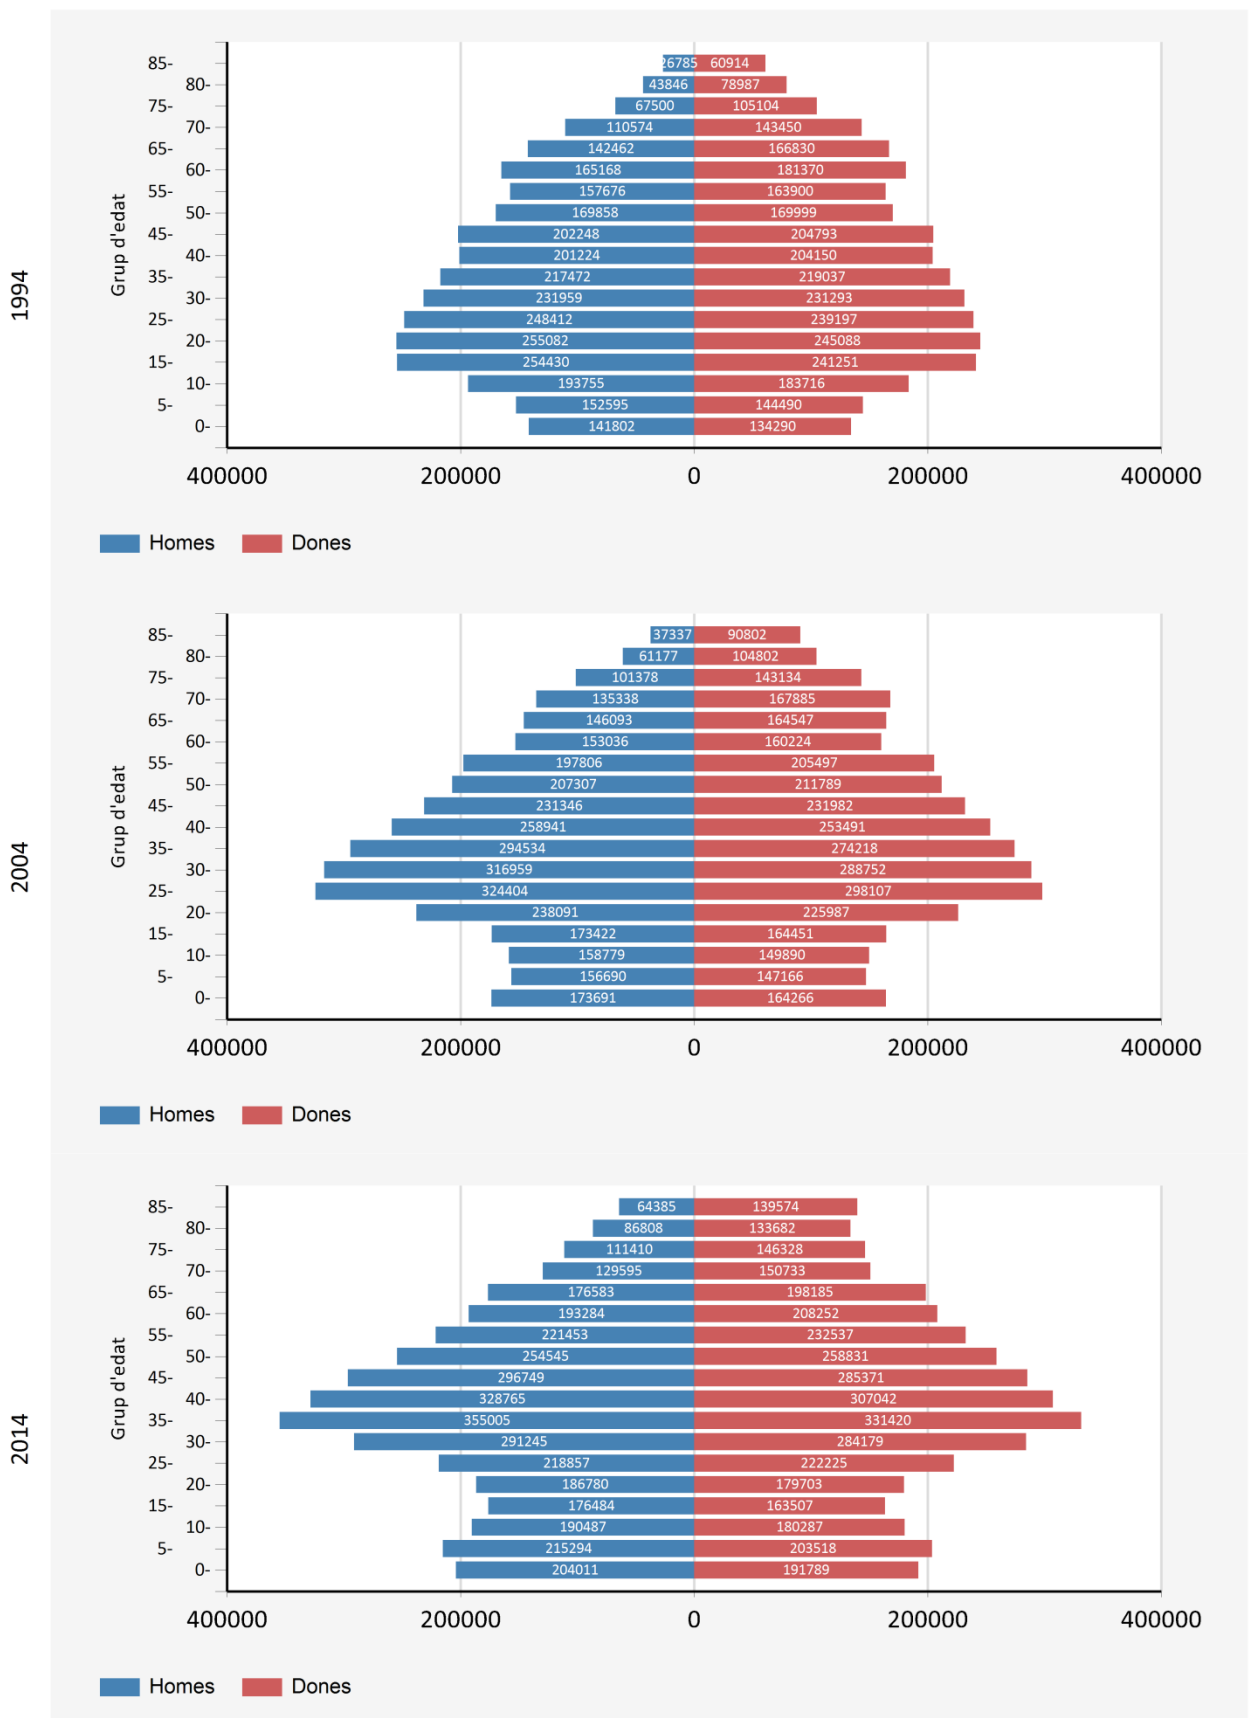 1994
Grup d'edat
85- 26785 60914
80- 43846 78987
75- 67500 105104
70- 110574 143450
65- 142462 166830
60- 165168 181370
55- 157676 163900
50- 169858 169999
45- 202248 204793
40- 201224 204150
35- 217472 219037
30- 231959 231293
25- 248412 239197
20- 255082 245088
15- 254430 241251
10- 193755 183716
5- 152595 144490
0- 141802 134290
400000 200000 0 200000 400000
Homes Dones
2004
Grup d'edat
85- 37337 90802
80- 61177 104802
75- 101378 143134
70- 135338 167885
65- 146093 164547
60- 153036 160224
55- 197806 205497
50- 207307 211789
45- 231346 231982
40- 258941 253491
35- 294534 274218
30- 316959 288752
25- 324404 298107
20- 238091 225987
15- 173422 164451
10- 158779 149890
5- 156690 147166
0- 173691 164266
400000 200000 0 200000 400000
Homes Dones
2014
Grup d'edat
85- 64385 139574
80- 86808 133682
75- 111410 146328
70- 129595 150733
65- 176583 198185
60- 193284 208252
55- 221453 232537
50- 254545 258831
45- 296749 285371
40- 328765 307042
35- 355005 331420
30- 291245 284179
25- 218857 222225
20- 186780 179703
15- 176484 163507
10- 190487 180287
5- 215294 203518
0- 204011 191789
400000 200000 0 200000 400000
Homes Dones